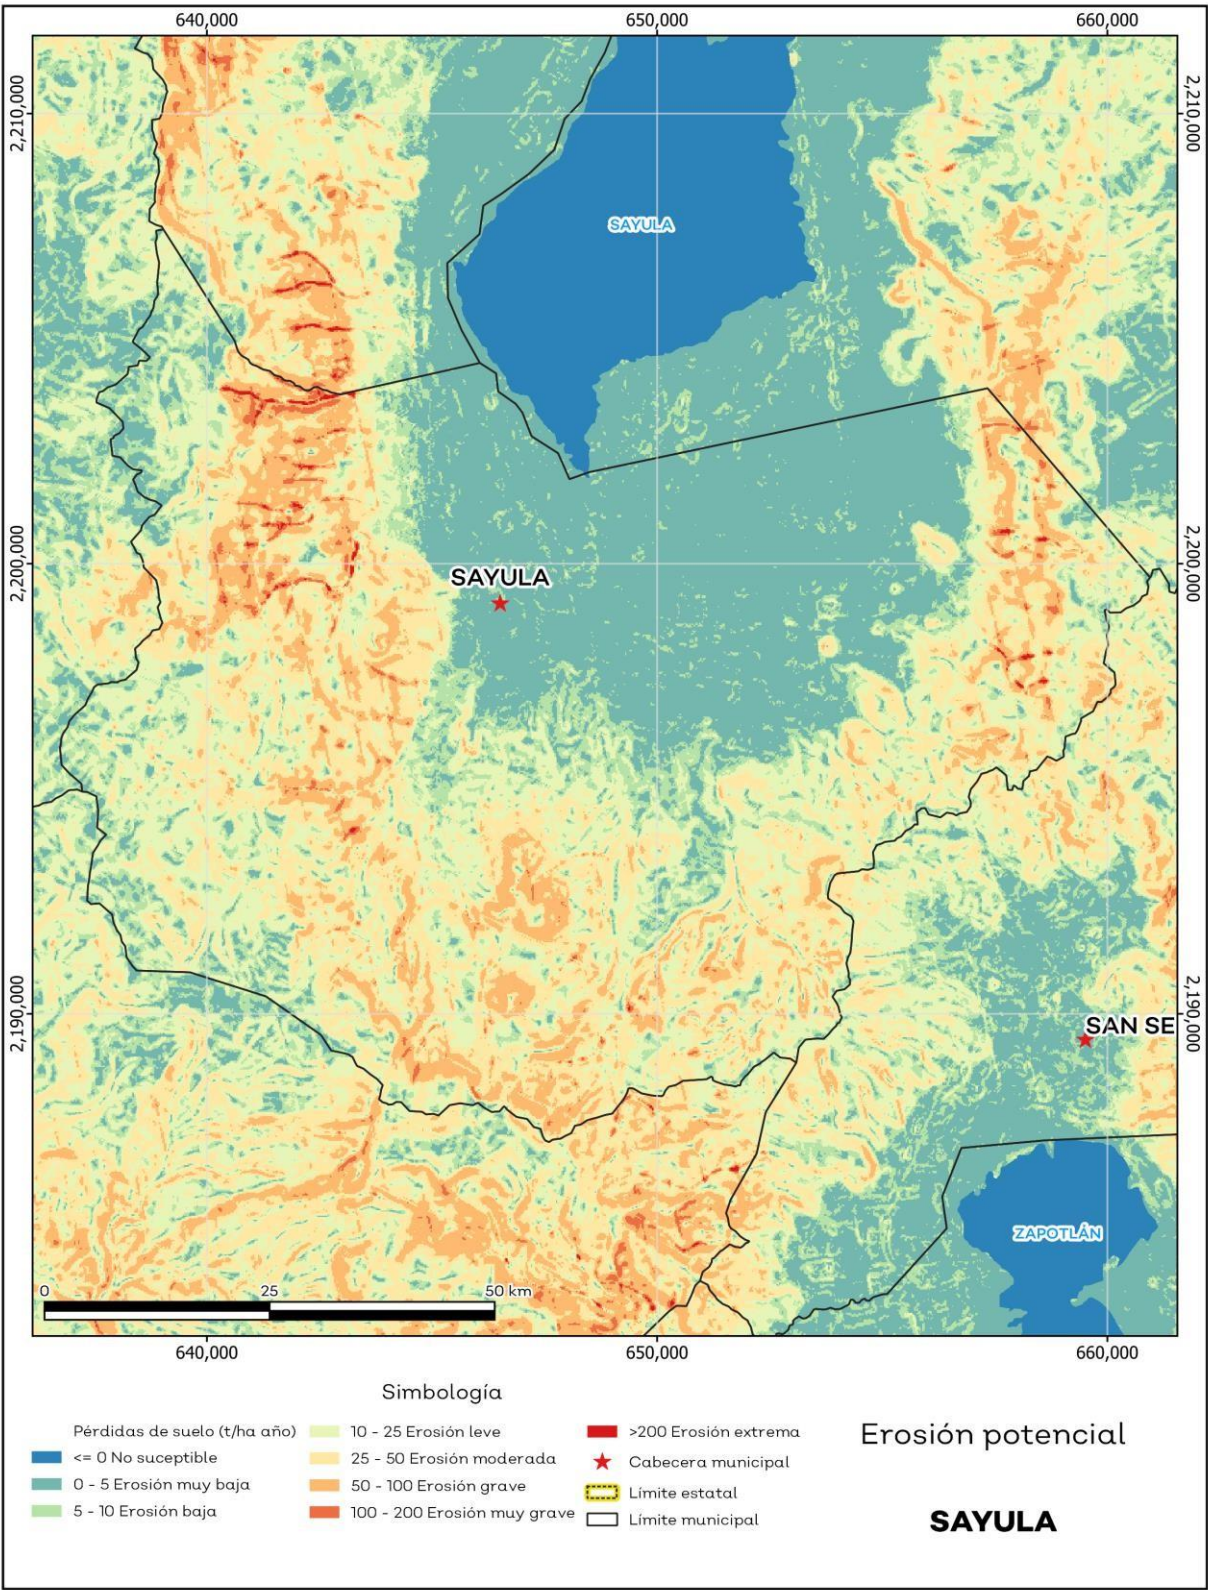 640,000
650,000
660,000
2,210,000
2,210,000
SAYULA
2,200,000
SAYULA
2,200,000
2,190,000
SAN SE
2,190,000
ZAPOTLÁN
0
25
50 km
640,000
650,000
660,000
Simbología
Pérdidas de suelo (t/ha año)
<= 0 No suceptible
0 - 5 Erosión muy baja
5 - 10 Erosión baja
10 - 25 Erosión leve
25 - 50 Erosión moderada
50 - 100 Erosión grave
100 - 200 Erosión muy grave
>200 Erosión extrema
Cabecera municipal
Límite estatal
Límite municipal
Erosión potencial
SAYULA